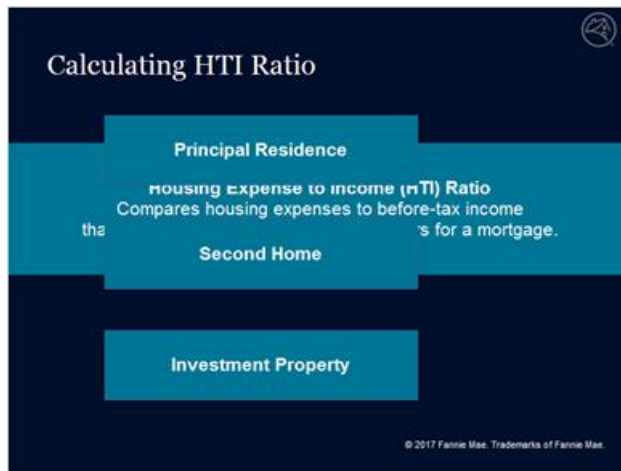 Calculating HTI Ratio
Principal Residence
Housing Expense to Income (HTI) Ratio
Compares housing expenses to before-tax income
for a mortgage.
Second Home
Investment Property
© 2017 Fannie Mae. Trademarks of Fannie Mae.